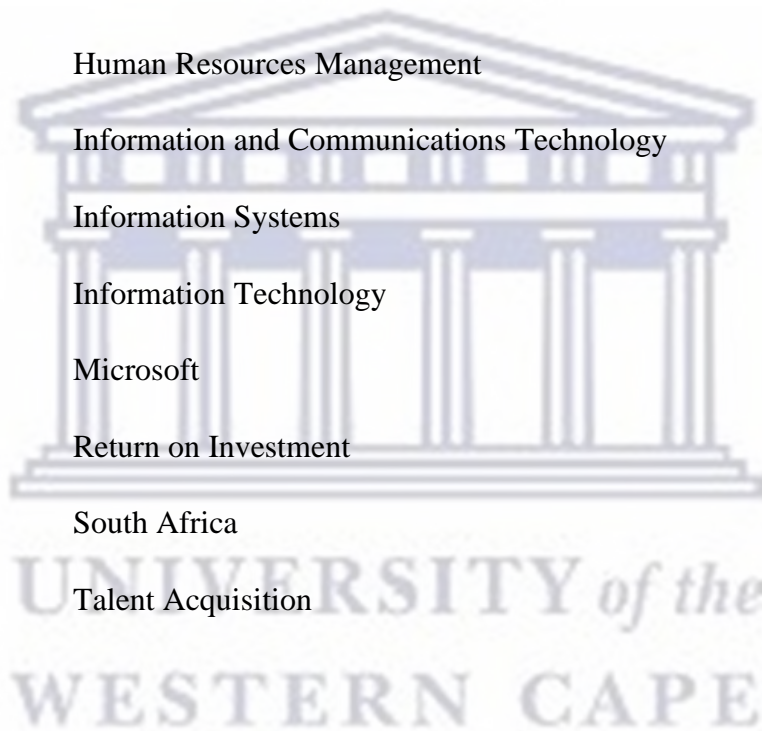 Human Resources Management
Information and Communications Technology
Information Systems
Information Technology
Microsoft
Return on Investment
South Africa
Talent Acquisition
UNIVERSITY of the
WESTERN CAPE